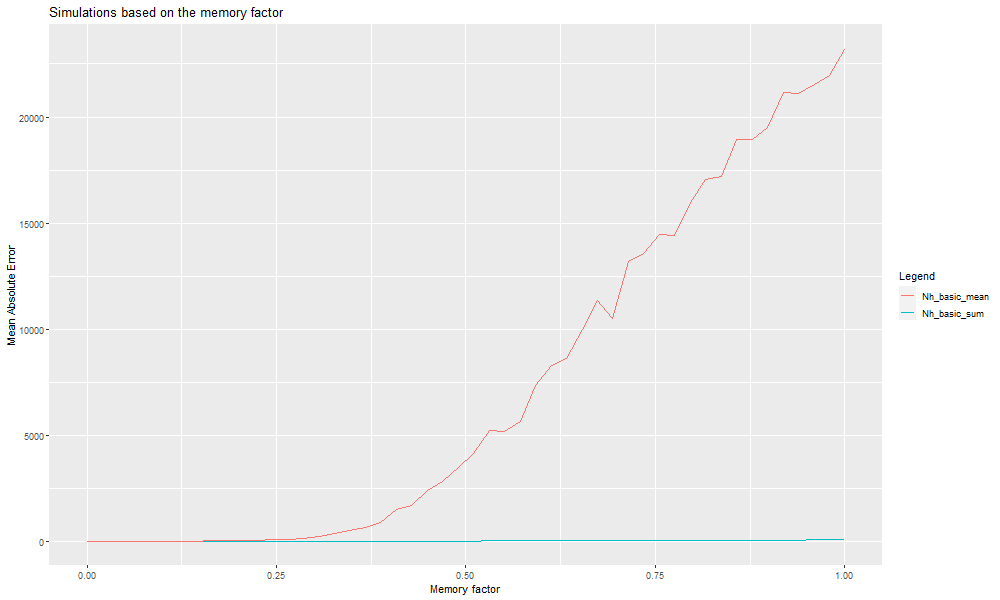 Simulations based on the memory factor
Mean Absolute Error
20000
15000
10000
5000
0
0.00 0.25 0.50 0.75 1.00
Memory factor
Legend
Nh_basic_mean
Nh_basic_sum